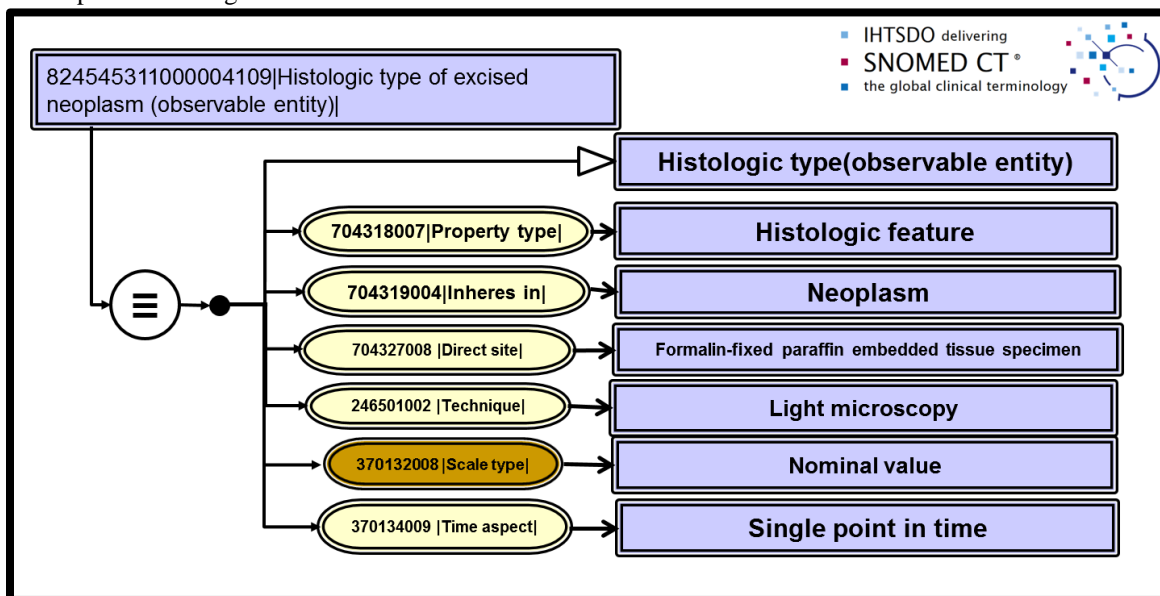 IHTSDO delivering
SNOMED CT ®
the global clinical terminology
824545311000004109|Histologic type of excised
neoplasm (observable entity)|
Histologic type(observable entity)
704318007|Property type|
Histologic feature
704319004|Inheres in|
Neoplasm
704327008 |Direct site|
Formalin-fixed paraffin embedded tissue specimen
246501002 |Technique|
Light microscopy
370132008 |Scale type|
Nominal value
370134009 |Time aspect|
Single point in time